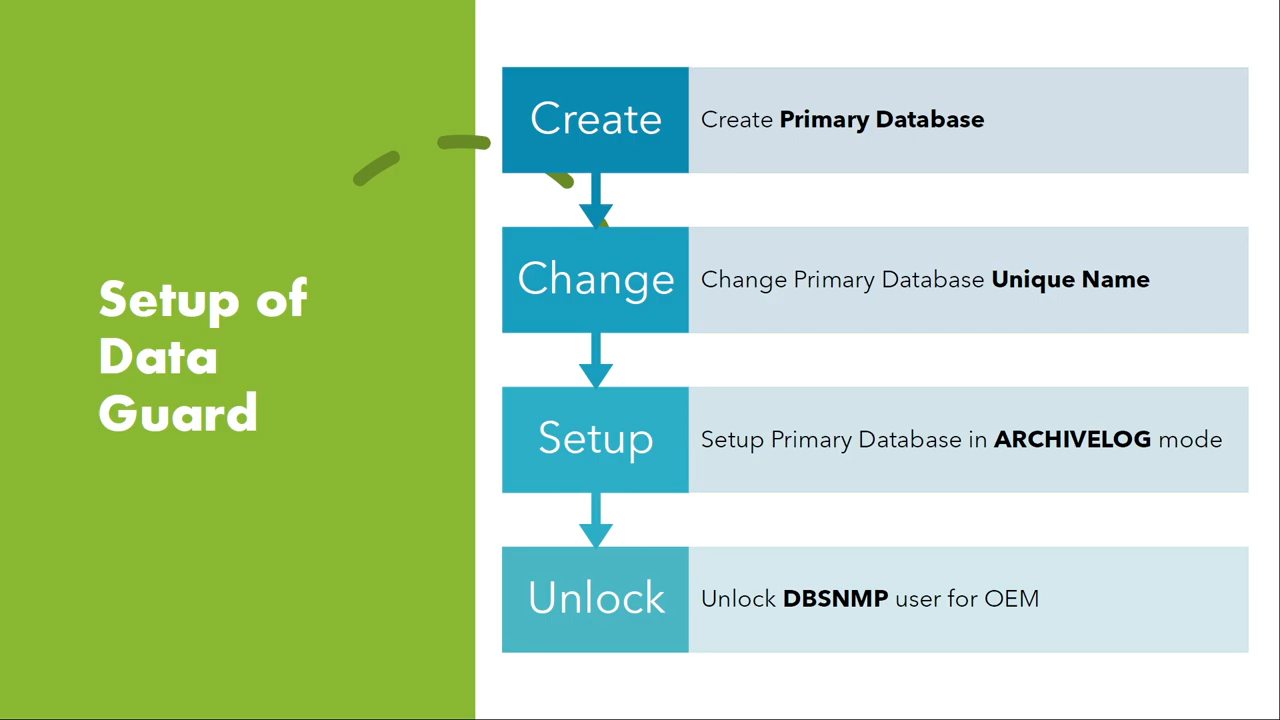 Setup of
Data
Guard
Create
Create Primary Database
Change
Change Primary Database Unique Name
Setup
Setup Primary Database in ARCHIVELOG mode
Unlock
Unlock DBSNMP user for OEM